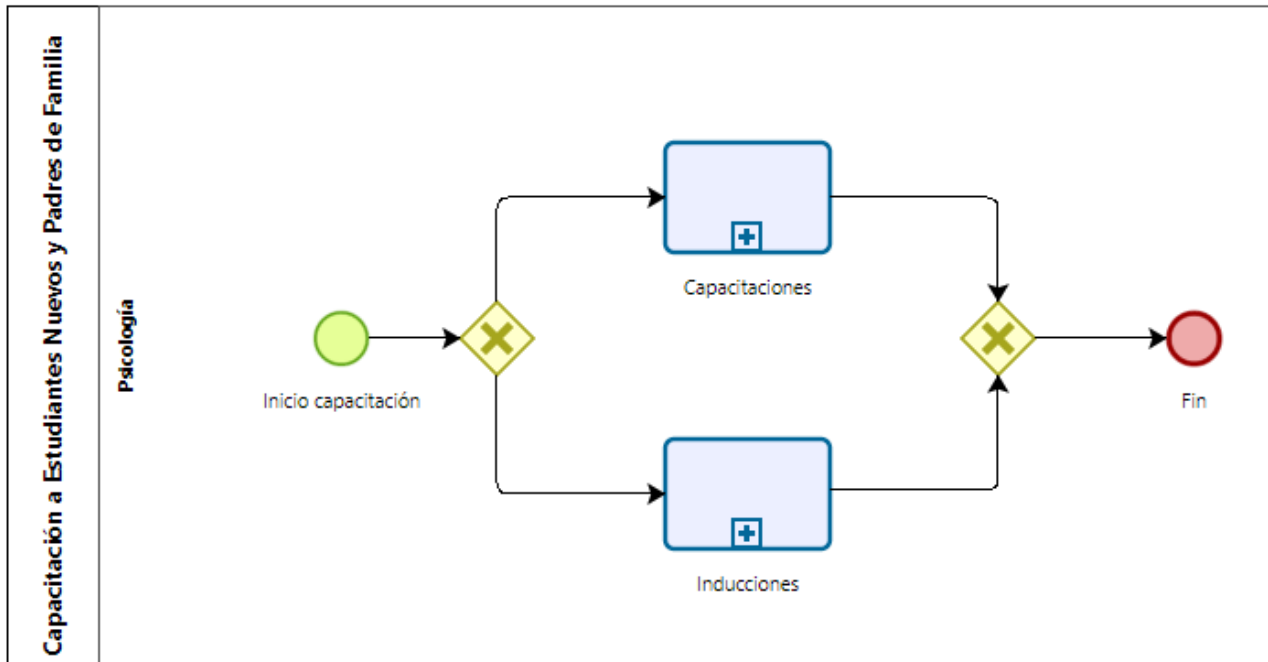 Capacitación a Estudiantes Nuevos y Padres de Familia
Psicología
Inicio capacitación
Capacitaciones
Inducciones
Fin